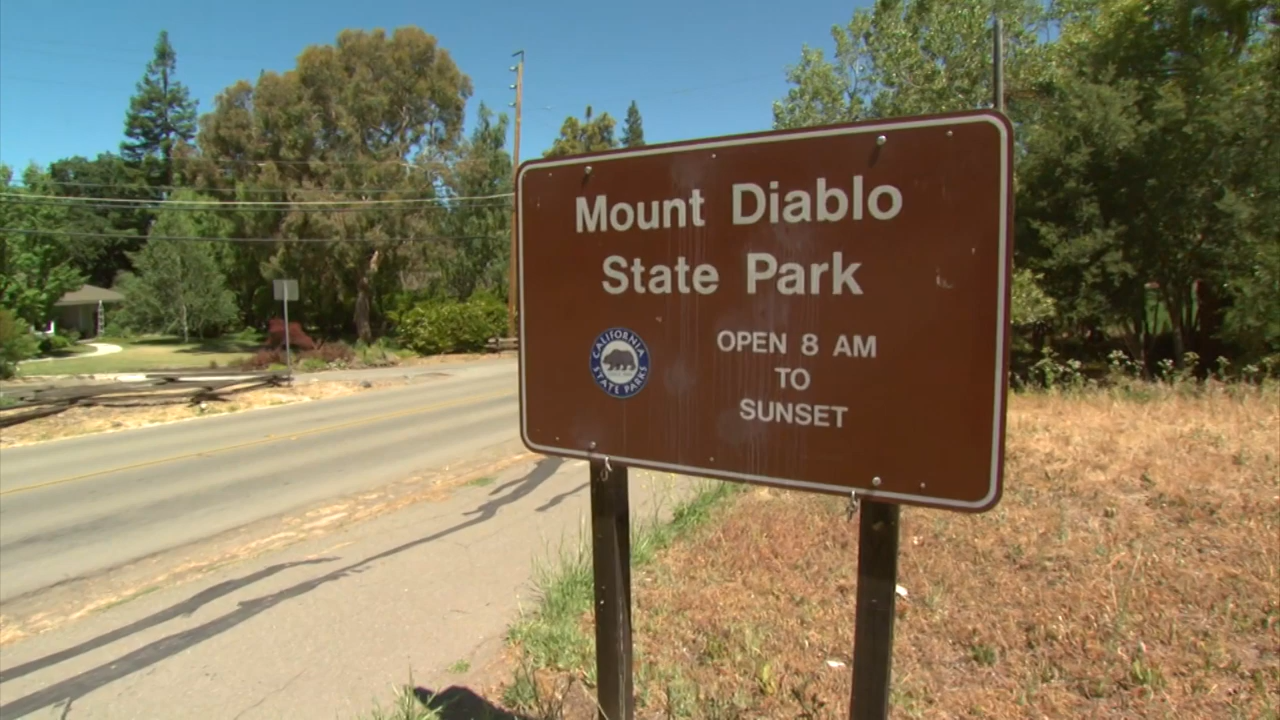 Mount Diablo
State Park
OPEN 8 AM
TO
SUNSET
CALIFORNIA
STATE PARKS